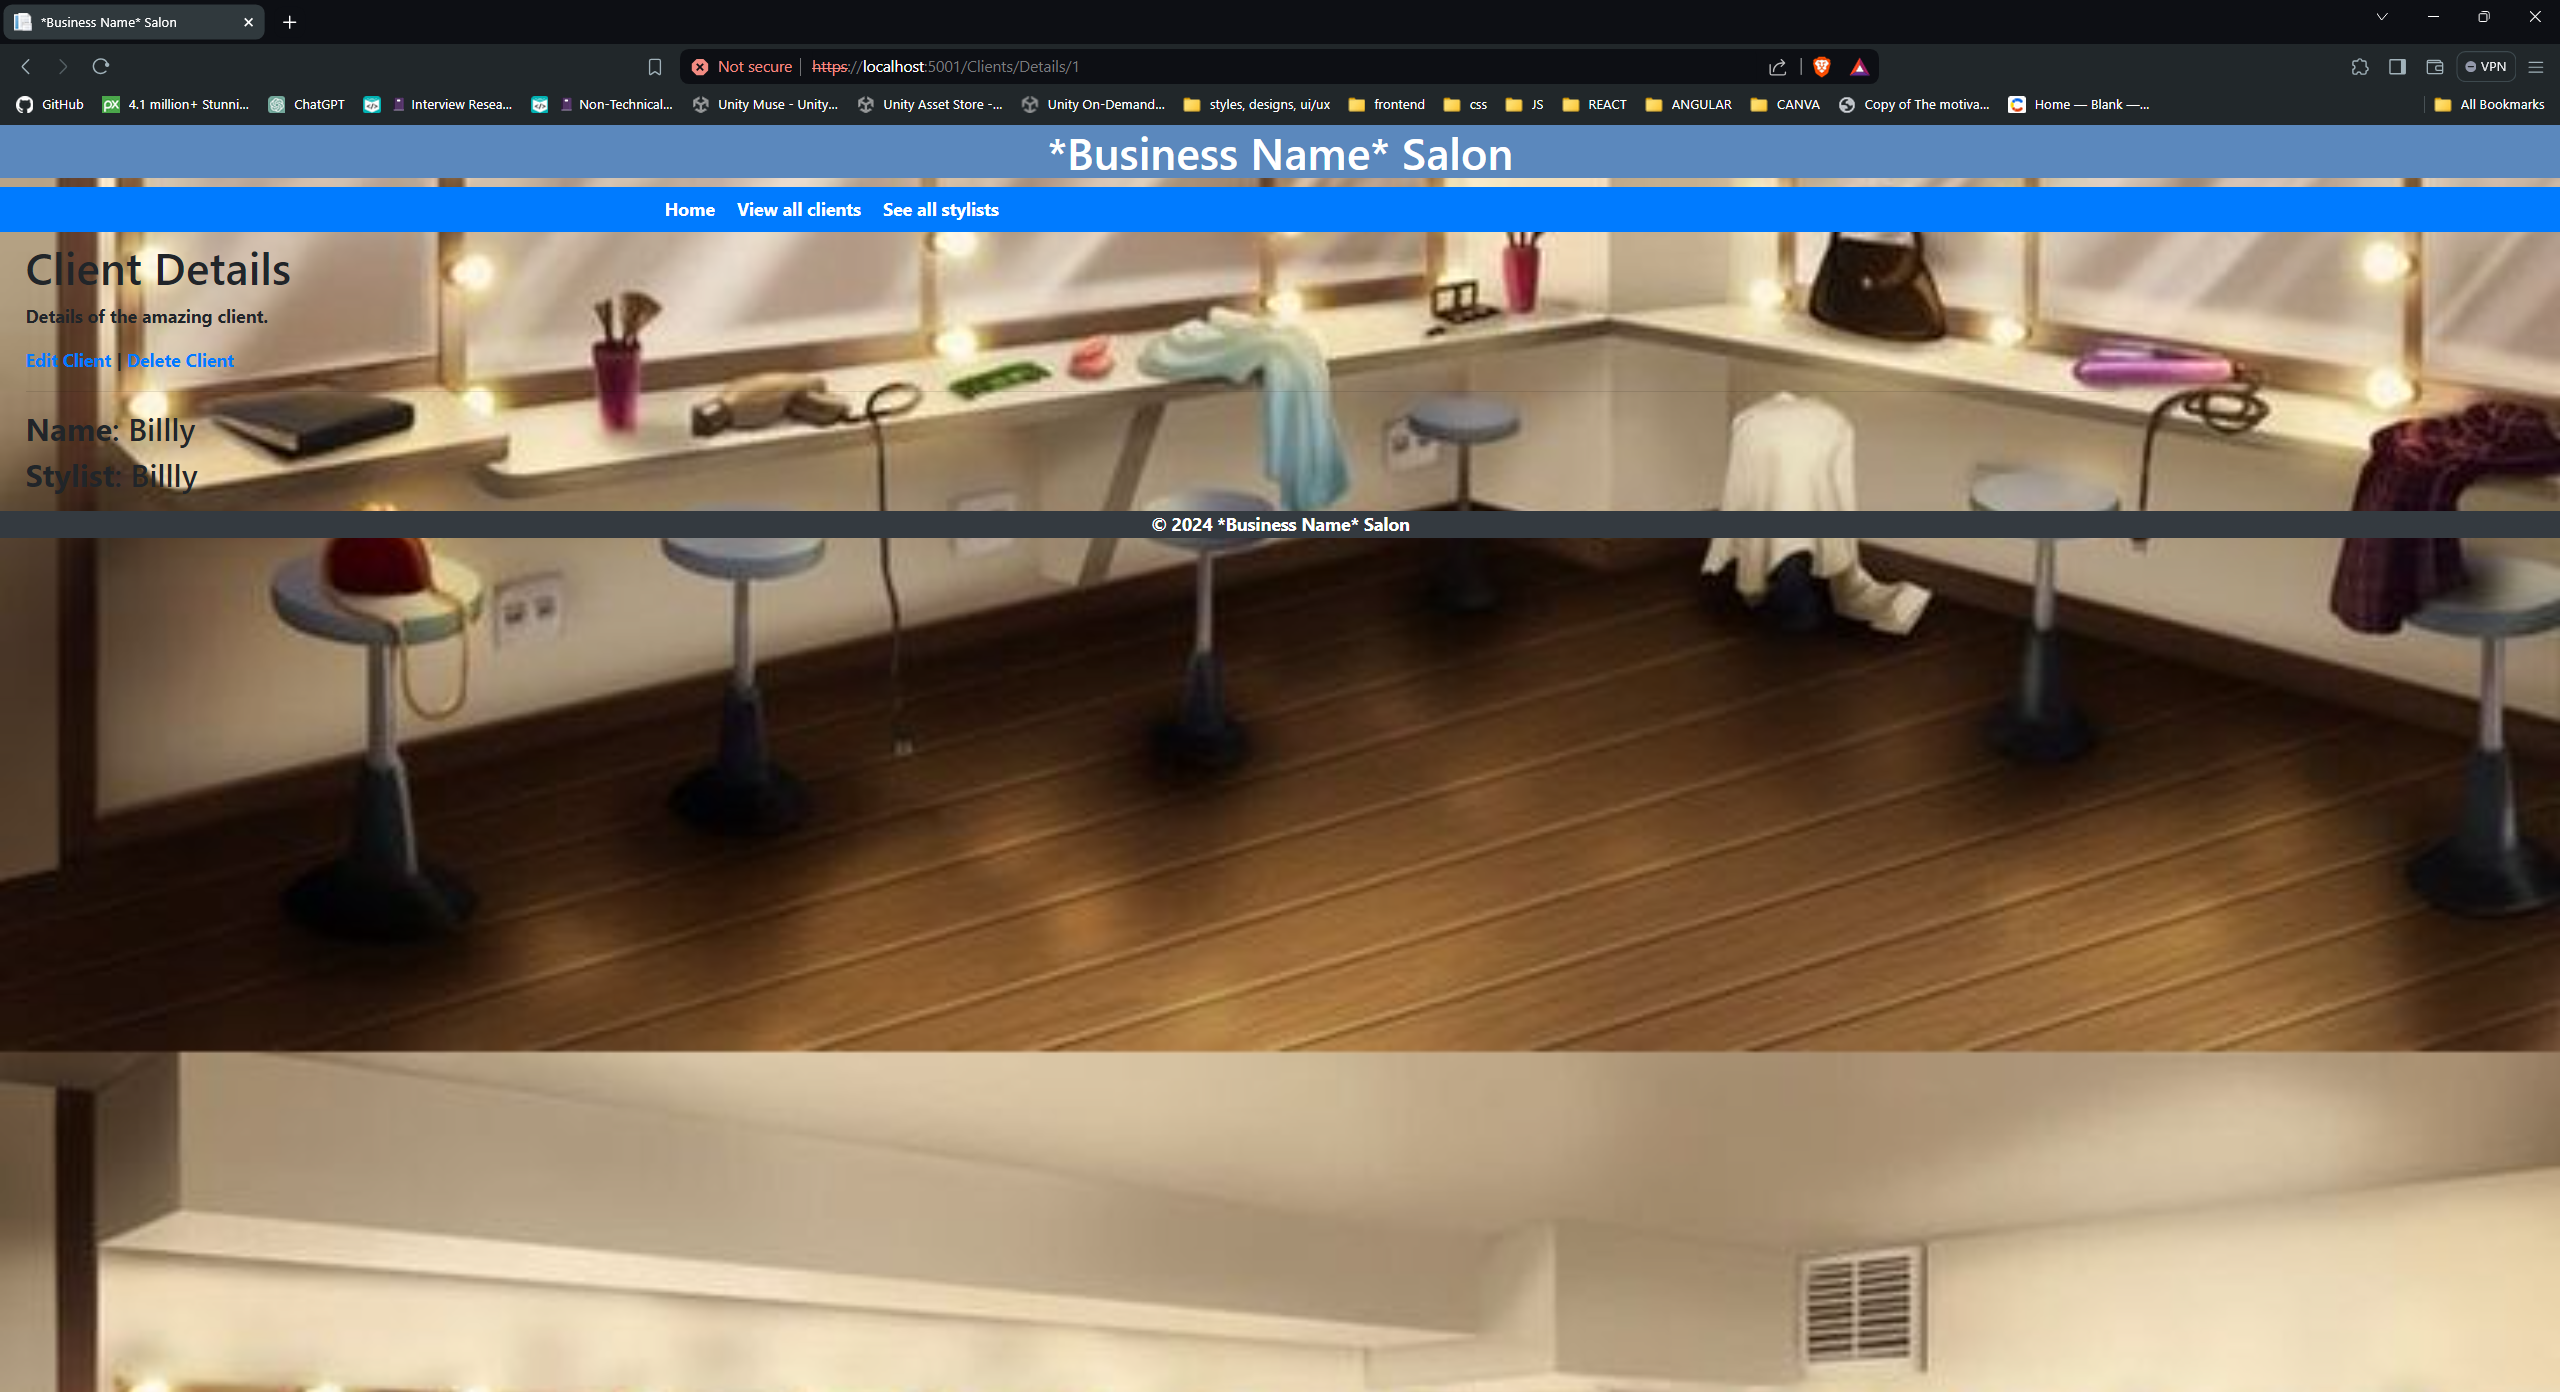 *Business Name* Salon
Not secure https://localhost:5001/Clients/Details/1
VPN
GitHub 4.1 million+ Stunni... ChatGPT Interview Resea... Non-Technical... Unity Muse - Unity... Unity Asset Store -... Unity On-Demand... styles, designs, ui/ux frontend css JS REACT ANGULAR CANVA Copy of The motiva... Home — Blank —... All Bookmarks
*Business Name* Salon
Home View all clients See all stylists
Client Details
Details of the amazing client.
Edit Client | Delete Client
Name: Billly
Stylist: Billly
© 2024 *Business Name* Salon